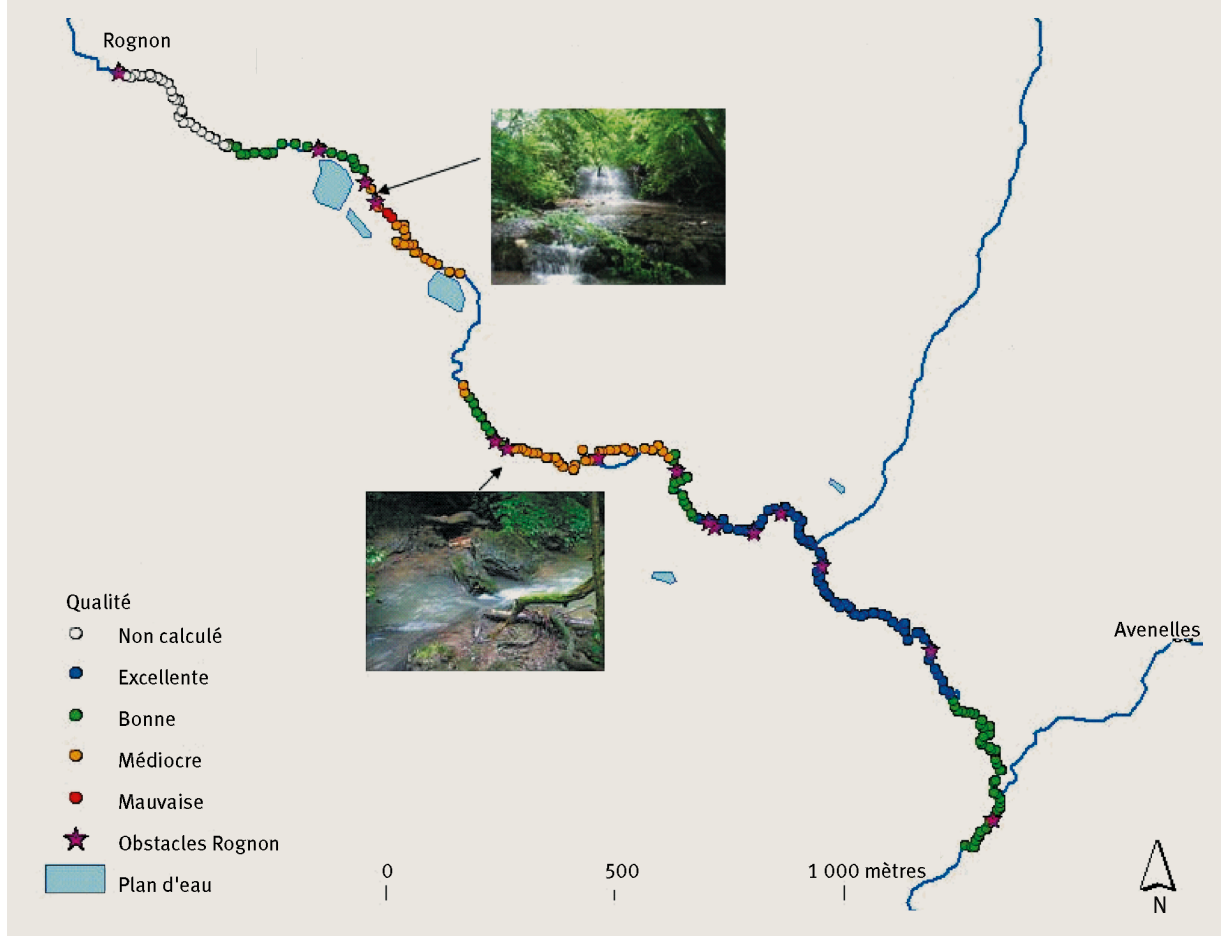 Rognon
Avenelles
Qualité
Non calculé
Excellente
Bonne
Médiocre
Mauvaise
Obstacles Rognon
Plan d'eau
0 500 1 000 mètres
N